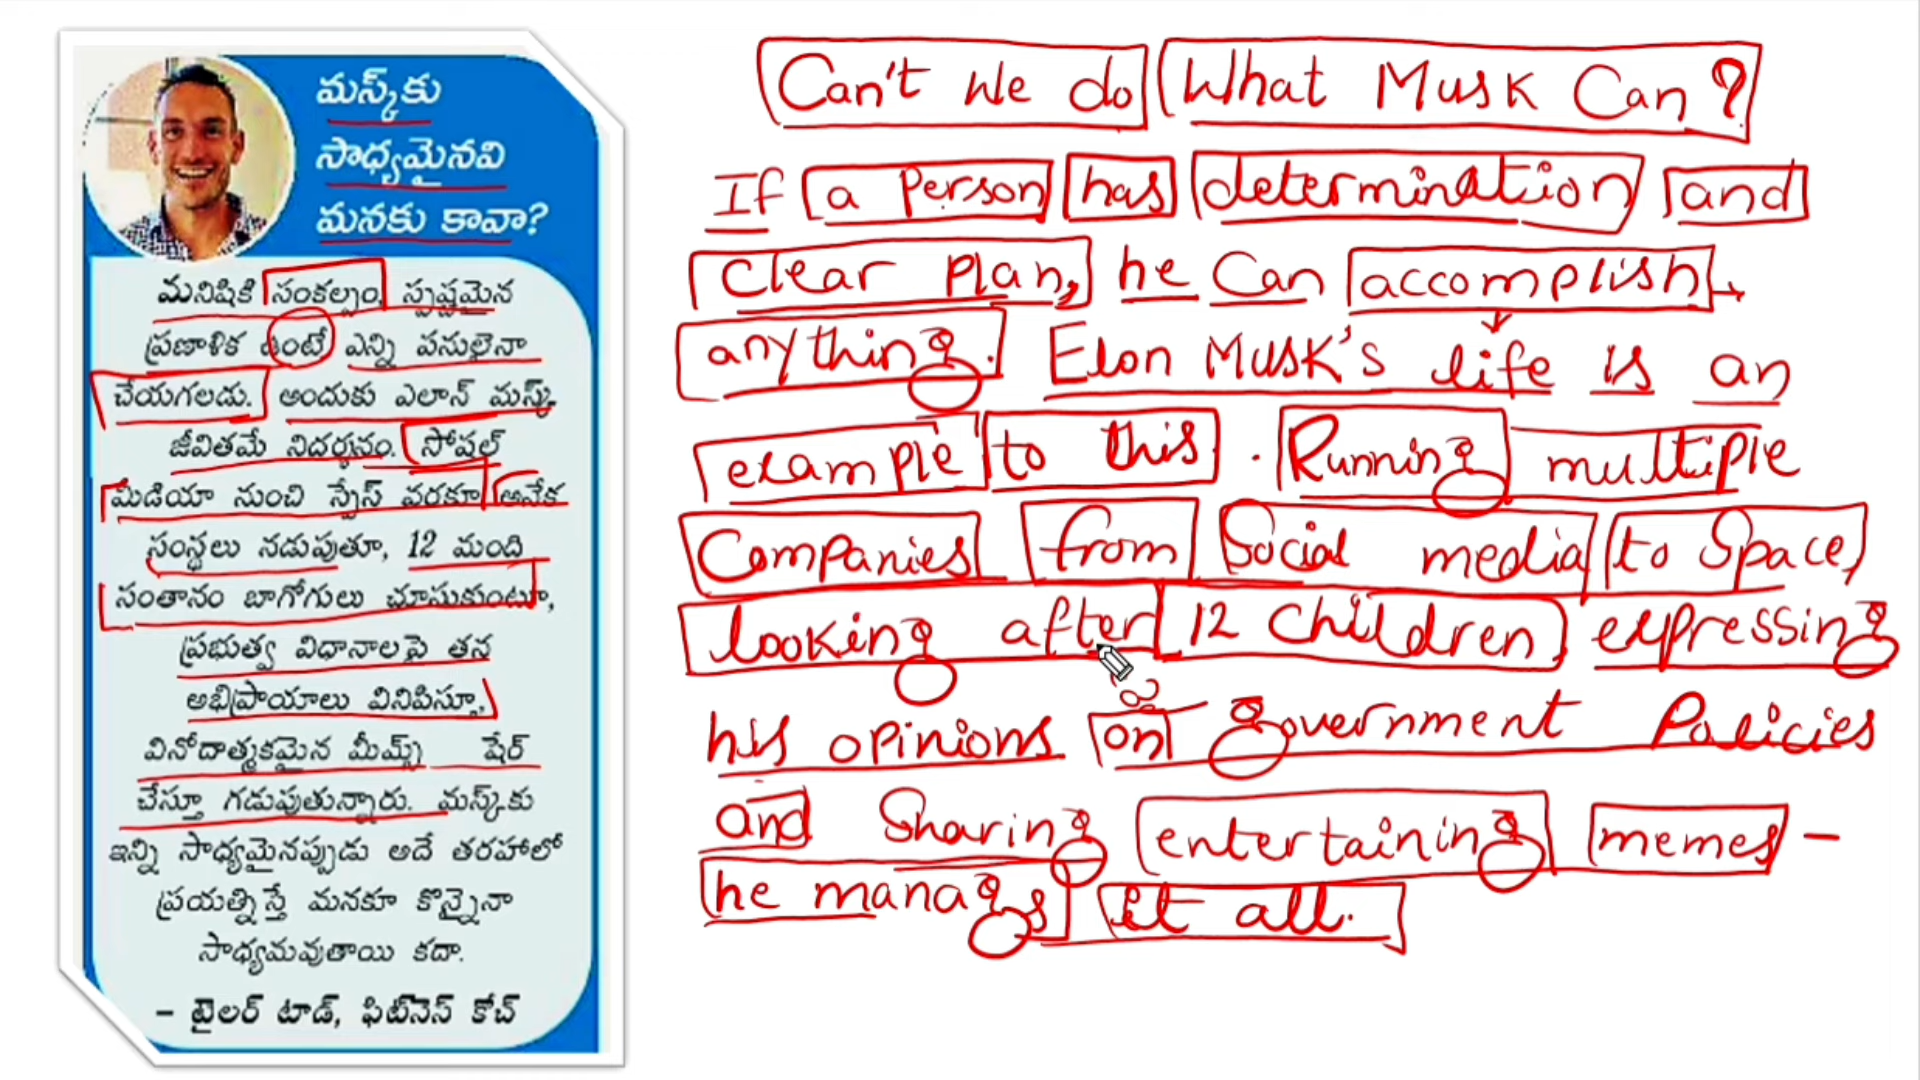 మస్క్‌కు
సాధ్యమైనవి
మనకు కావా?
మనిషికి సంకల్పం, స్పష్టమైన
ప్రణాళిక ఉంటే ఎన్ని పనులైనా
చేయగలడు. అందుకు ఎలాన్ మస్క్
జీవితమే నిదర్శనం. సోషల్
మీడియా నుంచి స్పేస్ వరకూ అనేక
సంస్థలు నడుపుతూ, 12 మంది
సంతానం బాగోగులు చూసుకుంటూ,
ప్రభుత్వ విధానాలపై తన
అభిప్రాయాలు వినిపిస్తూ,
వినోదాత్మకమైన మీమ్స్ షేర్
చేస్తూ గడుపుతున్నారు. మస్క్‌కు
ఇన్ని సాధ్యమైనప్పుడు అదే తరహాలో
ప్రయత్నిస్తే మనకూ కొన్నైనా
సాధ్యమవుతాయి కదా.
– టైలర్ టాడ్, ఫిట్‌నెస్ కోచ్
Can't We do What Musk Can?
If a person has determination and
clear plan, he can accomplish
anything. Elon Musk's life is an
example to this. Running multiple
Companies from Social media to Space,
looking after 12 children, expressing
his opinions on government Policies
and Sharing entertaining memes –
he manages it all.